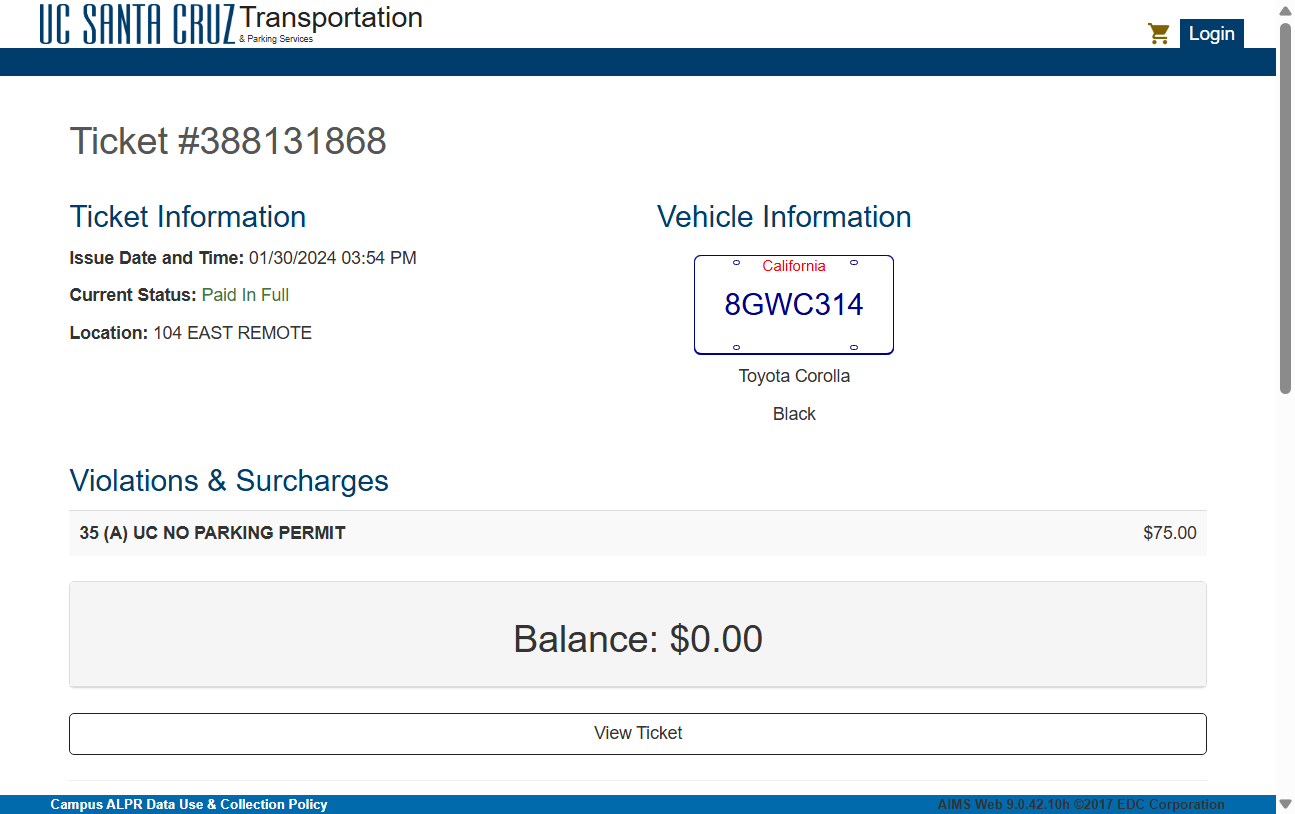 UC SANTA CRUZ Transportation
& Parking Services
Login
Ticket #388131868
Ticket Information
Issue Date and Time: 01/30/2024 03:54 PM
Current Status: Paid In Full
Location: 104 EAST REMOTE
Vehicle Information
California
8GWC314
Toyota Corolla
Black
Violations & Surcharges
35 (A) UC NO PARKING PERMIT $75.00
Balance: $0.00
View Ticket
Campus ALPR Data Use & Collection Policy
AIMS Web 9.0.42.10h ©2017 EDC Corporation